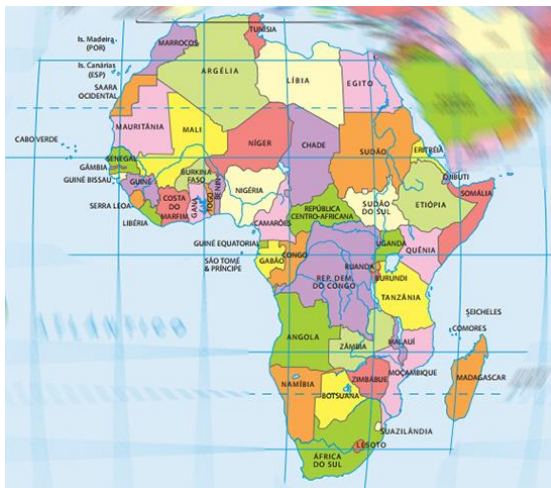 Is. Madeira
(POR)
TUNÍSIA
MARROCOS
Is. Canárias
(ESP)
ARGÉLIA
LÍBIA
EGITO
SAARA
OCIDENTAL
MAURITÂNIA
MALI
NÍGER
CHADE
SUDÃO
ERITRÉIA
CABO VERDE
SENEGAL
GÂMBIA
GUINÉ BISSAU
GUINÉ
BURKINA
FASO
BENIN
TOGO
GANA
NIGÉRIA
DJIBUTI
SOMÁLIA
ETIÓPIA
SUDÃO
DO SUL
SERRA LEOA
COSTA
DO
MARFIM
LIBÉRIA
REPÚBLICA
CENTRO-AFRICANA
CAMARÕES
GUINÉ EQUATORIAL
SÃO TOMÉ
& PRÍNCIPE
GABÃO
CONGO
UGANDA
QUÊNIA
RUANDA
BURUNDI
REP. DEM.
DO CONGO
TANZÂNIA
SEICHELES
COMORES
ANGOLA
ZÂMBIA
MALAUÍ
MOÇAMBIQUE
MADAGASCAR
NAMÍBIA
ZIMBÁBUE
BOTSUANA
SUAZILÂNDIA
LESOTO
ÁFRICA
DO SUL